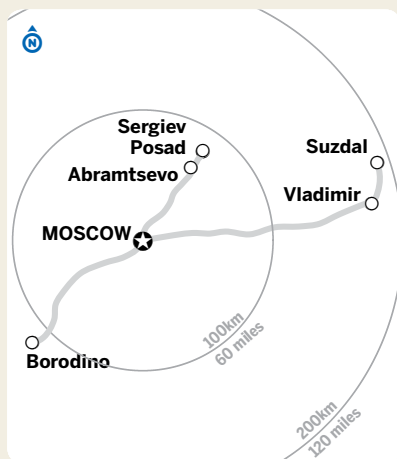 N
Sergiev
Posad
Abramtsevo
Suzdal
Vladimir
MOSCOW
Borodino
100km
60 miles
200km
120 miles